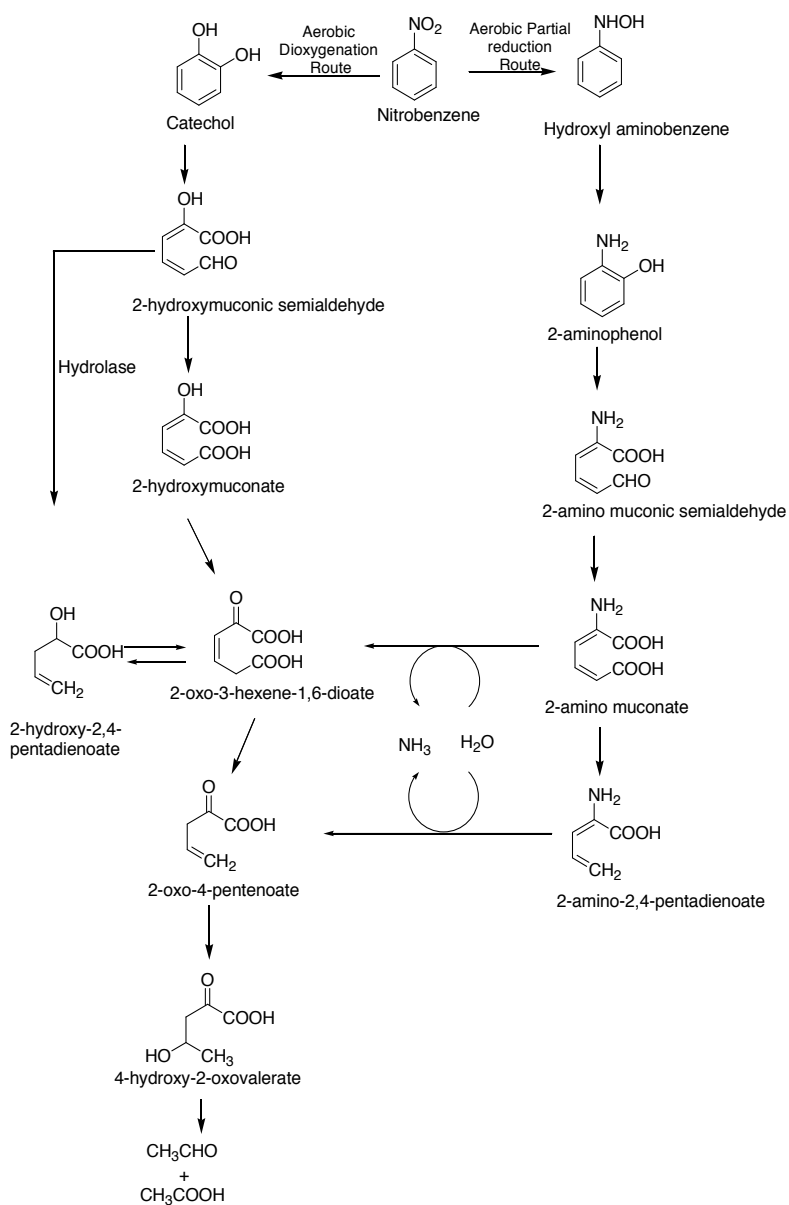 OH
OH
Catechol
Aerobic
Dioxygenation
Route
NO2
Nitrobenzene
Aerobic Partial
reduction
Route
NHOH
Hydroxyl aminobenzene
OH
COOH
CHO
2-hydroxymuconic semialdehyde
NH2
OH
2-aminophenol
Hydrolase
OH
COOH
COOH
2-hydroxymuconate
NH2
COOH
CHO
2-amino muconic semialdehyde
OH
COOH
CH2
2-hydroxy-2,4-
pentadienoate
O
COOH
COOH
2-oxo-3-hexene-1,6-dioate
NH2
COOH
COOH
2-amino muconate
NH3
H2O
O
COOH
CH2
2-oxo-4-pentenoate
NH2
COOH
CH2
2-amino-2,4-pentadienoate
O
COOH
HO
CH3
4-hydroxy-2-oxovalerate
CH3CHO
+
CH3COOH